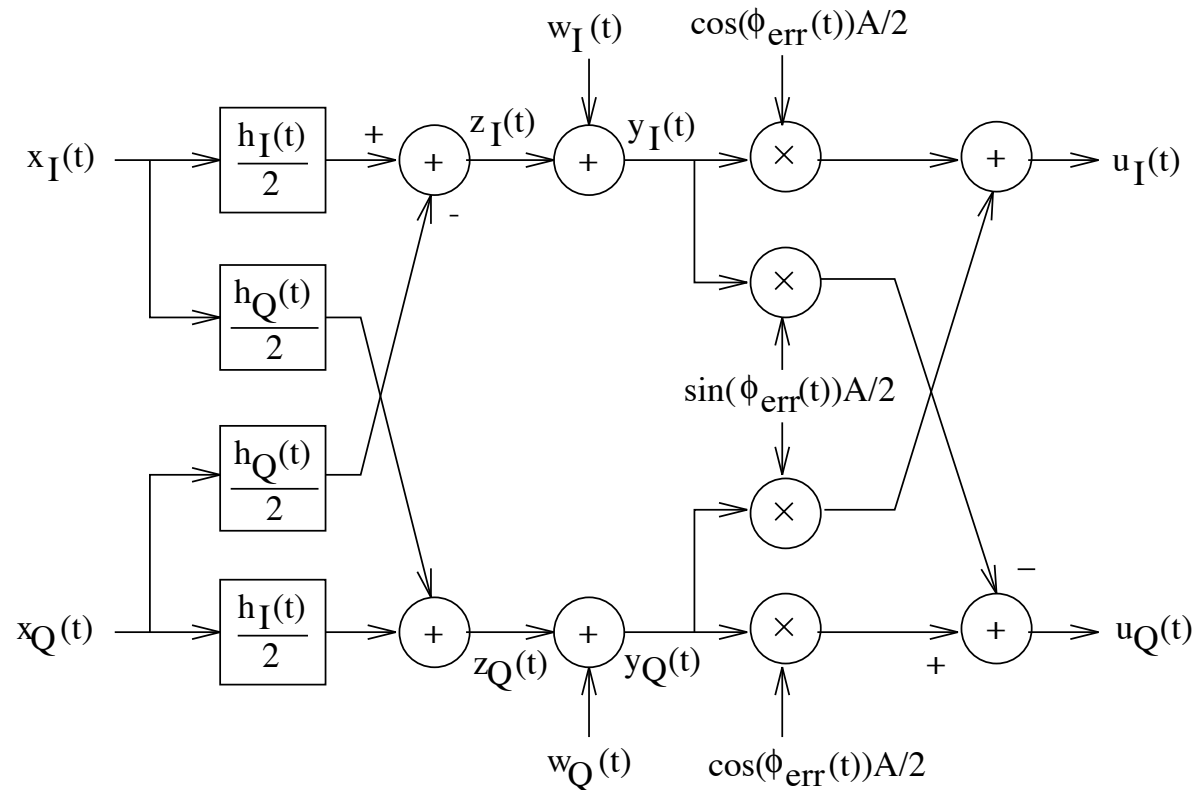 w_I(t)
cos(ϕ_err(t))A/2
x_I(t)
h_I(t)
2
+
+
z_I(t)
+
y_I(t)
×
+
u_I(t)
-
h_Q(t)
2
×
sin(ϕ_err(t))A/2
h_Q(t)
2
×
x_Q(t)
h_I(t)
2
+
z_Q(t)
+
y_Q(t)
×
+
−
+
u_Q(t)
w_Q(t)
cos(ϕ_err(t))A/2